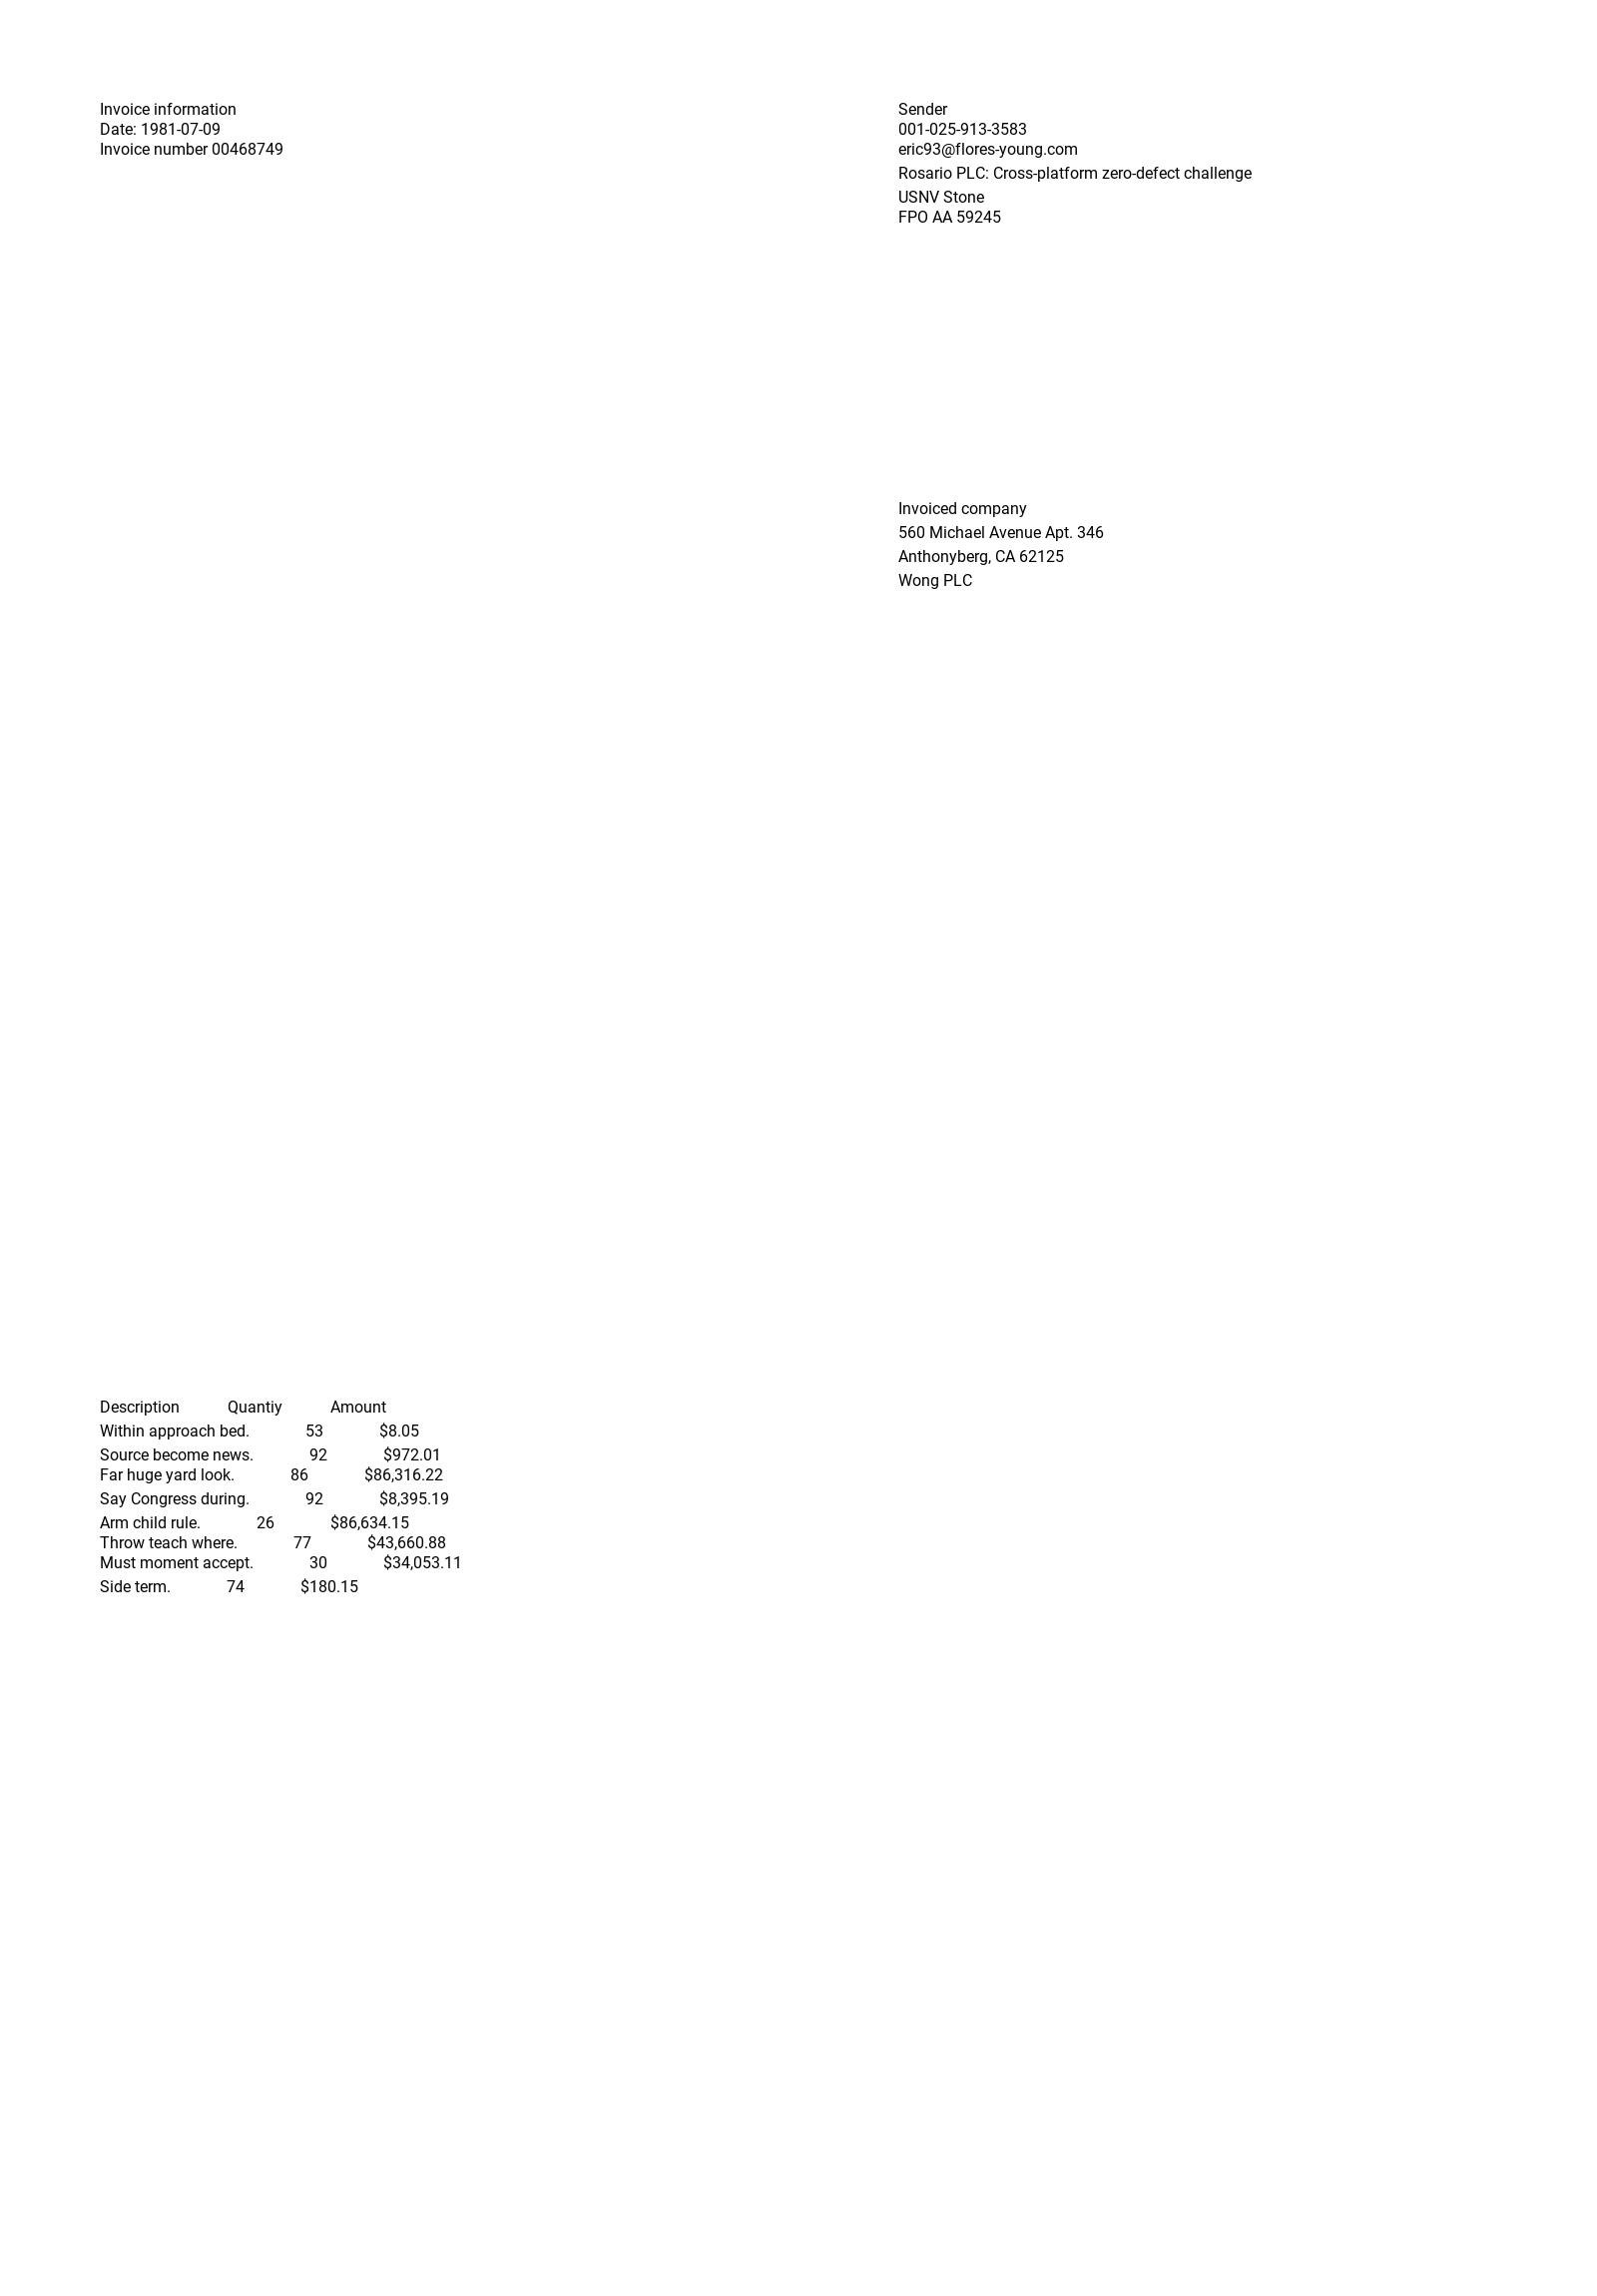 Invoice information
Date: 1981-07-09
Invoice number 00468749
Sender
001-025-913-3583
eric93@flores-young.com
Rosario PLC: Cross-platform zero-defect challenge
USNV Stone
FPO AA 59245
Invoiced company
560 Michael Avenue Apt. 346
Anthonyberg, CA 62125
Wong PLC
Description Quantiy Amount
Within approach bed. 53 $8.05
Source become news. 92 $972.01
Far huge yard look. 86 $86,316.22
Say Congress during. 92 $8,395.19
Arm child rule. 26 $86,634.15
Throw teach where. 77 $43,660.88
Must moment accept. 30 $34,053.11
Side term. 74 $180.15